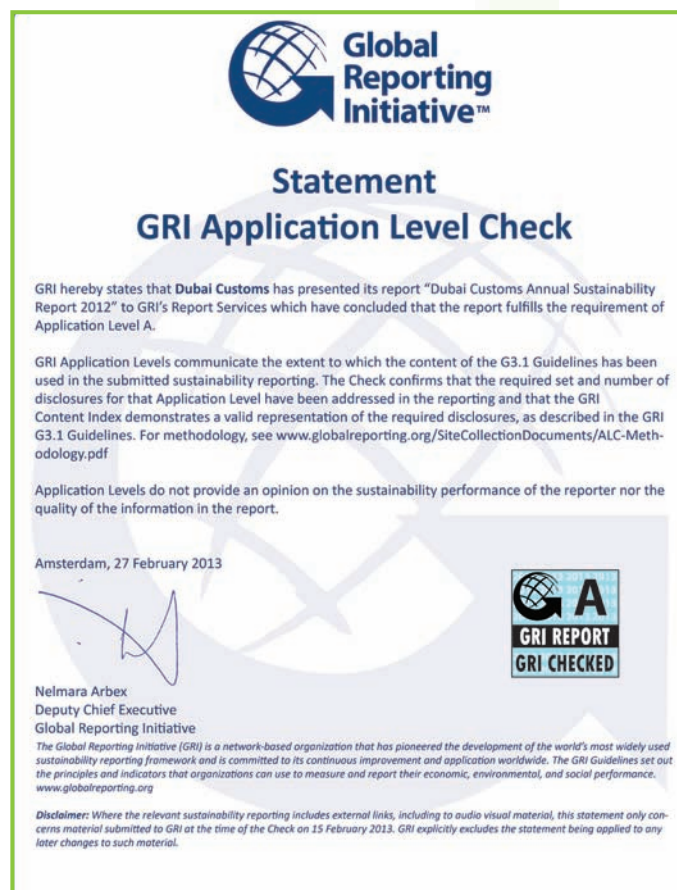 Global
Reporting
Initiative™
Statement
GRI Application Level Check
GRI hereby states that Dubai Customs has presented its report “Dubai Customs Annual Sustainability
Report 2012” to GRI’s Report Services which have concluded that the report fulfills the requirement of
Application Level A.
GRI Application Levels communicate the extent to which the content of the G3.1 Guidelines has been
used in the submitted sustainability reporting. The Check confirms that the required set and number of
disclosures for that Application Level have been addressed in the reporting and that the GRI
Content Index demonstrates a valid representation of the required disclosures, as described in the GRI
G3.1 Guidelines. For methodology, see www.globalreporting.org/SiteCollectionDocuments/ALC-Meth-
odology.pdf
Application Levels do not provide an opinion on the sustainability performance of the reporter nor the
quality of the information in the report.
Amsterdam, 27 February 2013
A
GRI REPORT
GRI CHECKED
Nelmara Arbex
Deputy Chief Executive
Global Reporting Initiative
The Global Reporting Initiative (GRI) is a network-based organization that has pioneered the development of the world’s most widely used
sustainability reporting framework and is committed to its continuous improvement and application worldwide. The GRI Guidelines set out
the principles and indicators that organizations can use to measure and report their economic, environmental, and social performance.
www.globalreporting.org
Disclaimer: Where the relevant sustainability reporting includes external links, including to audio visual material, this statement only con-
cerns material submitted to GRI at the time of the Check on 15 February 2013. GRI explicitly excludes the statement being applied to any
later changes to such material.